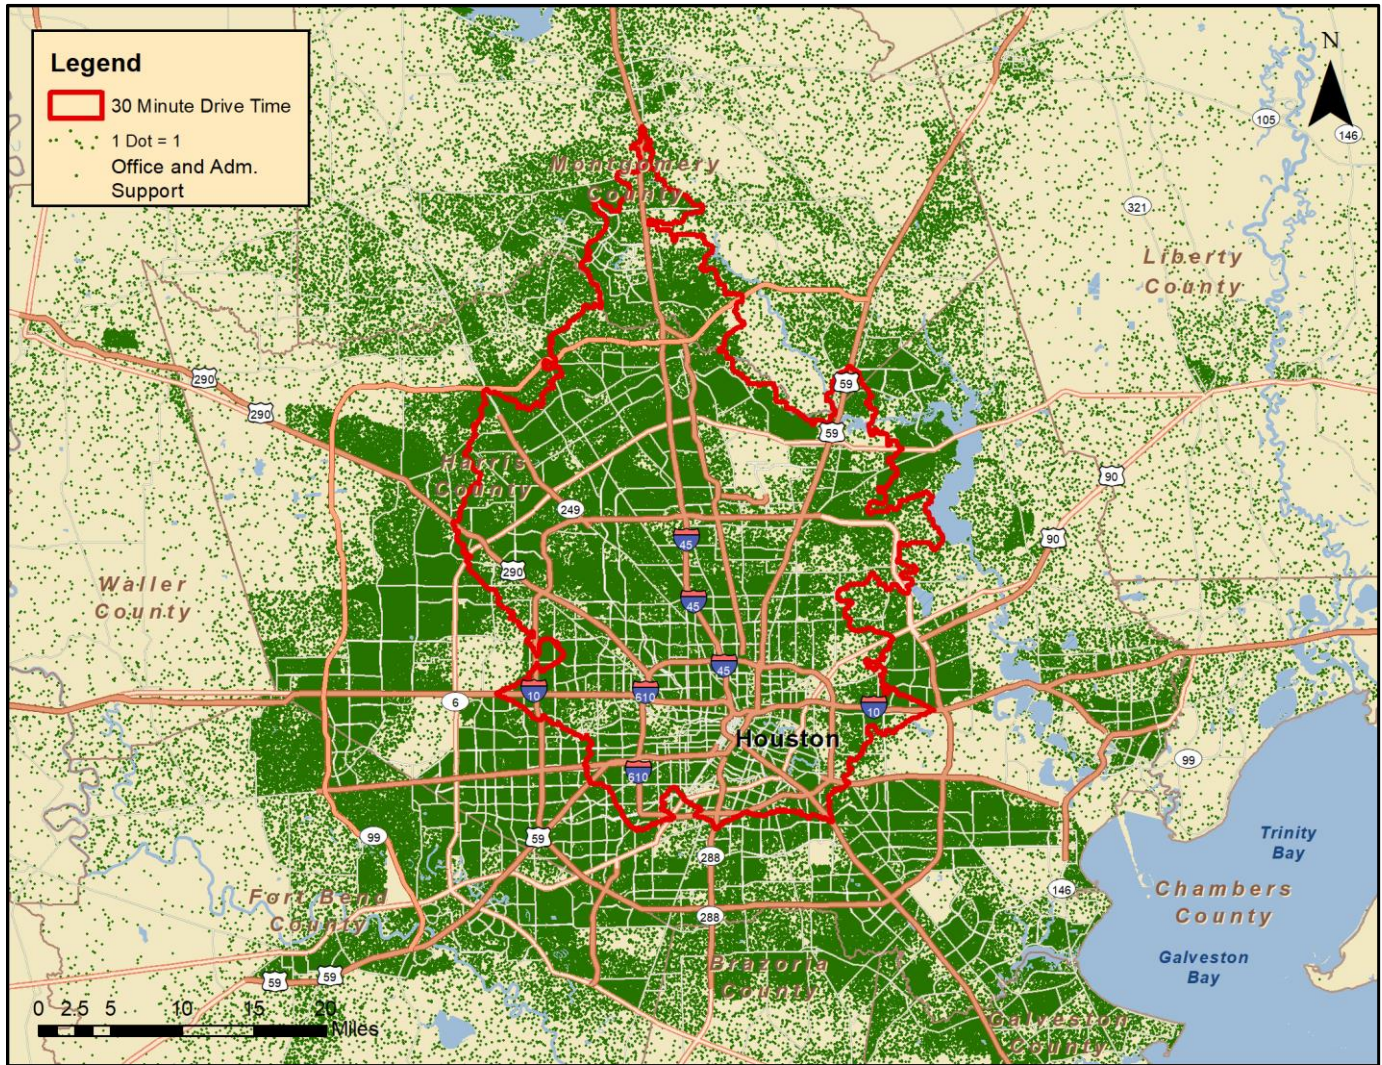 Legend
30 Minute Drive Time
1 Dot = 1
Office and Adm.
Support
N
105
146
Montgomery
County
321
Liberty
County
290
290
59
59
90
Harris
County
249
45
90
290
Waller
County
45
45
10
610
6
10
Houston
99
610
99
59
Trinity
Bay
288
146
Chambers
County
Fort Bend
County
288
Galveston
Bay
Brazoria
County
59
59
0 2.5 5 10 15 20
Miles
Galveston
County